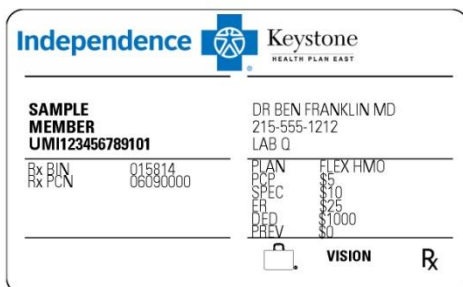 Independence
Keystone
HEALTH PLAN EAST
SAMPLE
MEMBER
UMI123456789101
Rx BIN 015814
Rx PCN 06090000
DR BEN FRANKLIN MD
215-555-1212
LAB Q
PLAN FLEX HMO
PCP $5
SPEC $10
ER $25
DED $1000
PREV $0
VISION
Rx